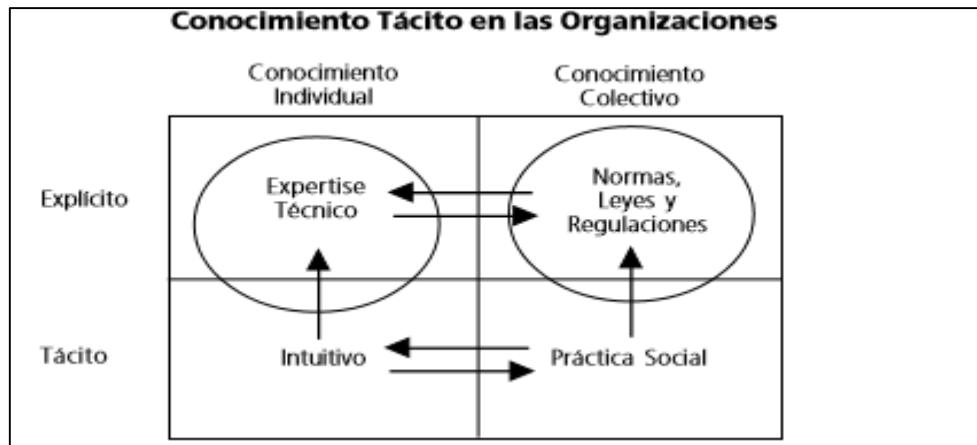 Conocimiento Tácito en las Organizaciones
Conocimiento
Individual
Conocimiento
Colectivo
Explícito
Expertise
Técnico
Normas,
Leyes y
Regulaciones
Tácito
Intuitivo
Práctica Social